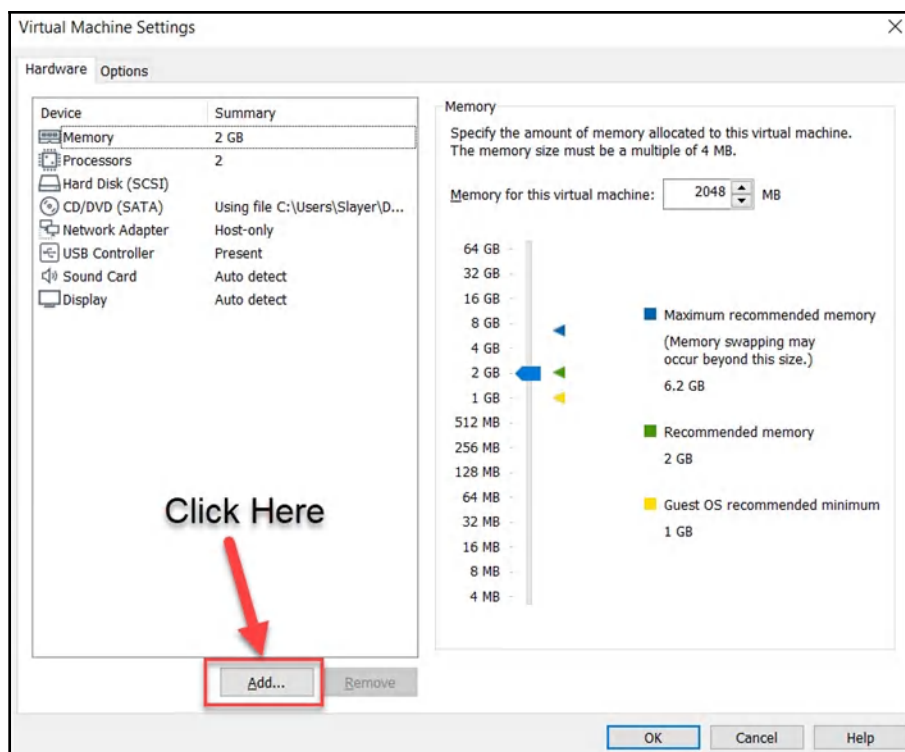 Virtual Machine Settings
Hardware Options
Device Summary
Memory 2 GB
Processors 2
Hard Disk (SCSI)
CD/DVD (SATA) Using file C:\Users\Slayer\D...
Network Adapter Host-only
USB Controller Present
Sound Card Auto detect
Display Auto detect
Click Here
Add... Remove
Memory
Specify the amount of memory allocated to this virtual machine.
The memory size must be a multiple of 4 MB.
Memory for this virtual machine: 2048 MB
64 GB
32 GB
16 GB
8 GB
4 GB
2 GB
1 GB
512 MB
256 MB
128 MB
64 MB
32 MB
16 MB
8 MB
4 MB
Maximum recommended memory
(Memory swapping may
occur beyond this size.)
6.2 GB
Recommended memory
2 GB
Guest OS recommended minimum
1 GB
OK Cancel Help